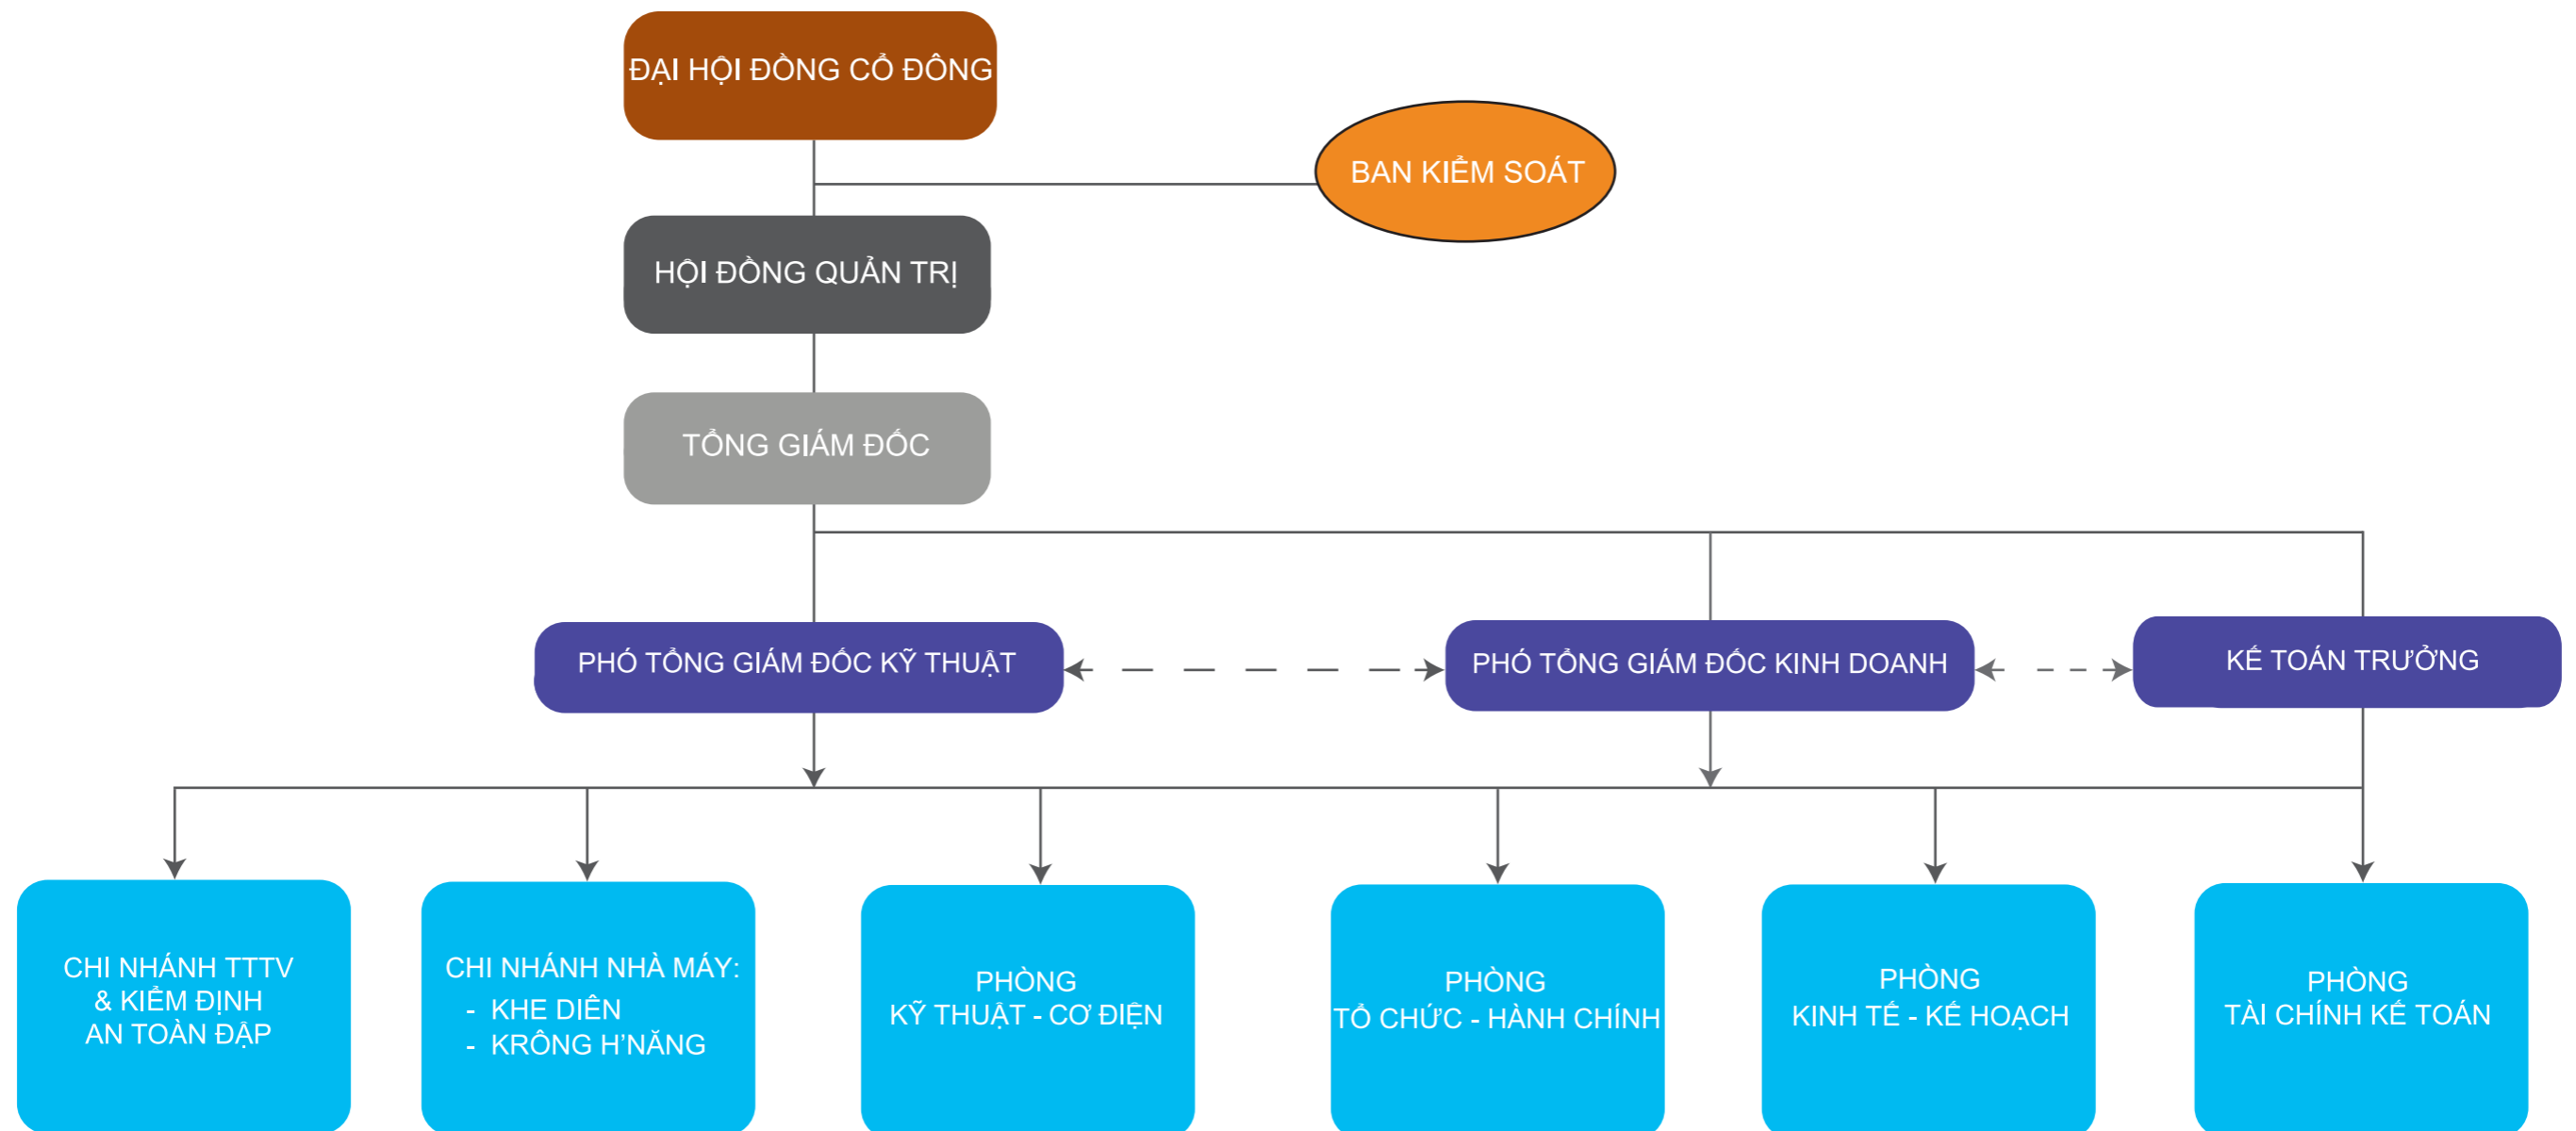 ĐẠI HỘI ĐỒNG CỔ ĐÔNG
BAN KIỂM SOÁT
HỘI ĐỒNG QUẢN TRỊ
TỔNG GIÁM ĐỐC
PHÓ TỔNG GIÁM ĐỐC KỸ THUẬT
PHÓ TỔNG GIÁM ĐỐC KINH DOANH
KẾ TOÁN TRƯỞNG
CHI NHÁNH TTTV
& KIỂM ĐỊNH
AN TOÀN ĐẬP
CHI NHÁNH NHÀ MÁY:
- KHE DIÊN
- KRÔNG H’NĂNG
PHÒNG
KỸ THUẬT - CƠ ĐIỆN
PHÒNG
TỔ CHỨC - HÀNH CHÍNH
PHÒNG
KINH TẾ - KẾ HOẠCH
PHÒNG
TÀI CHÍNH KẾ TOÁN